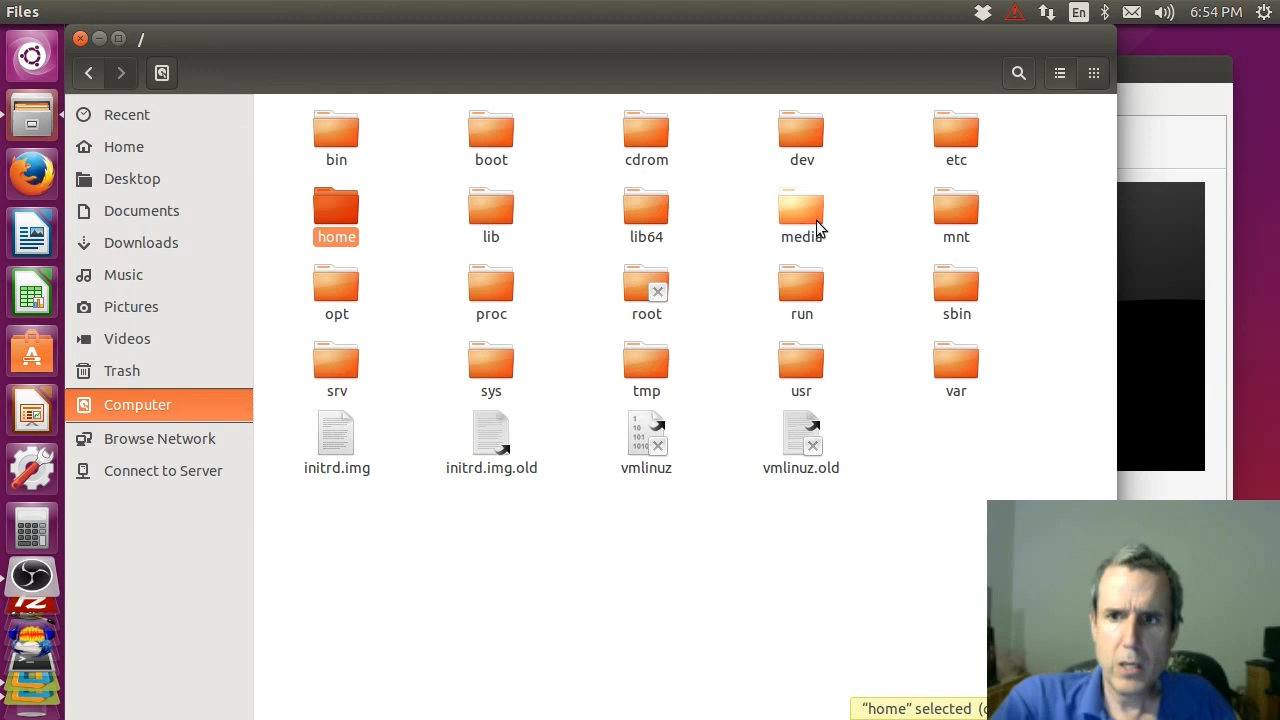 Files
En
6:54 PM
/
Recent
Home
Desktop
Documents
Downloads
Music
Pictures
Videos
Trash
Computer
Browse Network
Connect to Server
bin
boot
cdrom
dev
etc
home
lib
lib64
media
mnt
opt
proc
root
run
sbin
srv
sys
tmp
usr
var
initrd.img
initrd.img.old
vmlinuz
vmlinuz.old
“home” selected (c